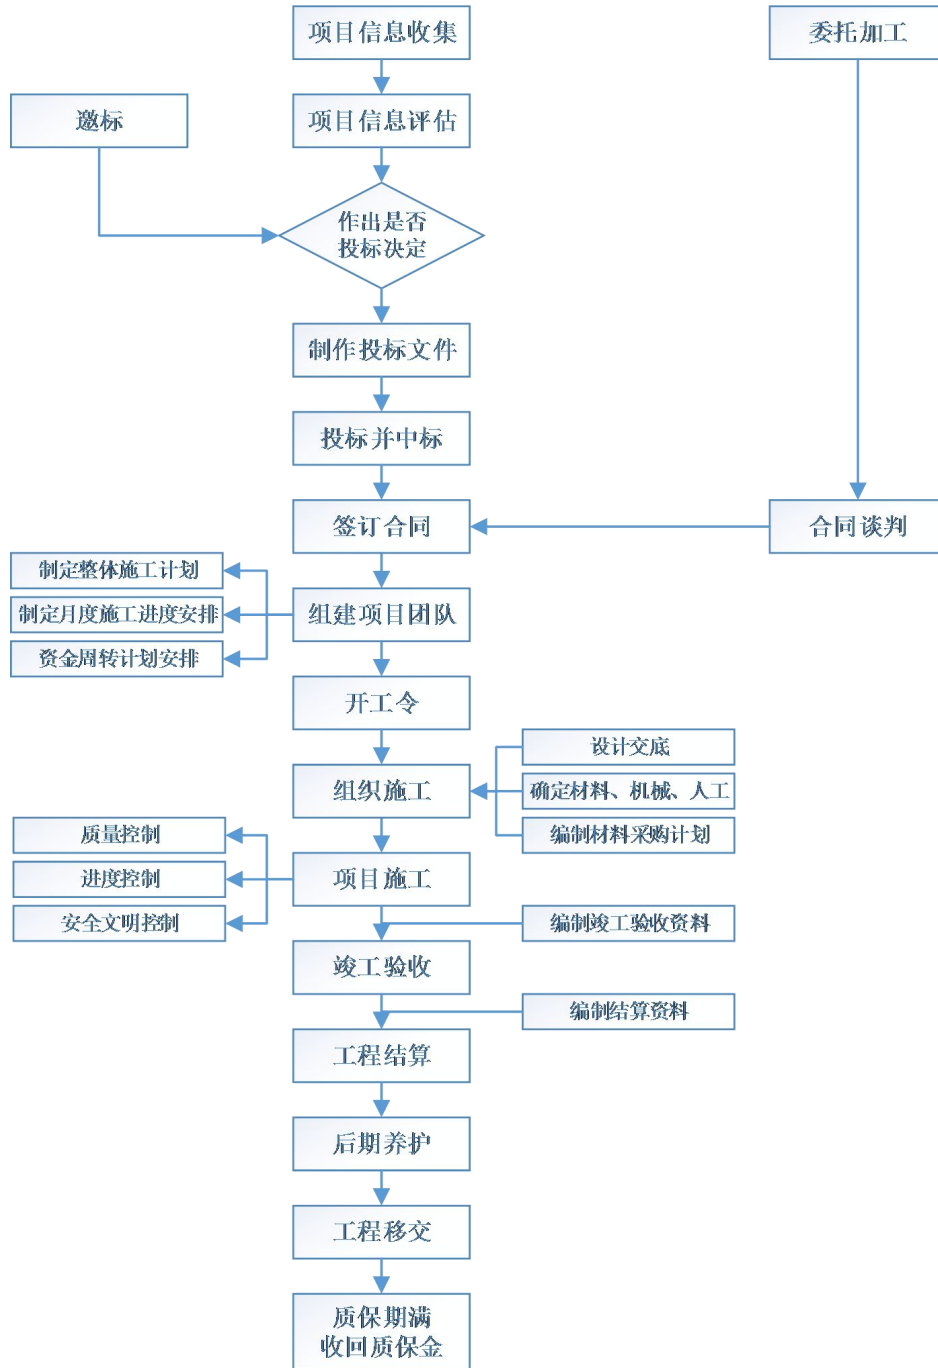 项目信息收集
委托加工
邀标
项目信息评估
作出是否
投标决定
制作投标文件
投标并中标
签订合同
合同谈判
制定整体施工计划
制定月度施工进度安排
资金周转计划安排
组建项目团队
开工令
设计交底
确定材料、机械、人工
编制材料采购计划
组织施工
质量控制
进度控制
安全文明控制
项目施工
编制竣工验收资料
竣工验收
编制结算资料
工程结算
后期养护
工程移交
质保期满
收回质保金